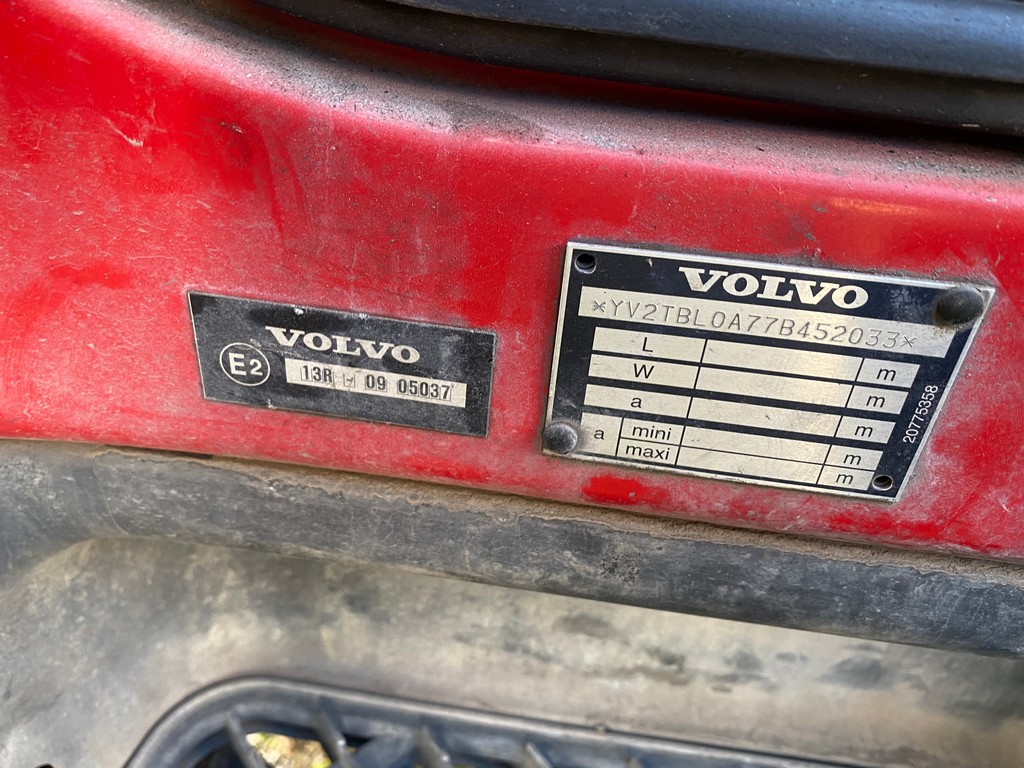 VOLVO
E2
13R - 09 05037
VOLVO
*YV2TBL0A77B452033*
L m
W m
a m
a mini m
maxi m
20775358